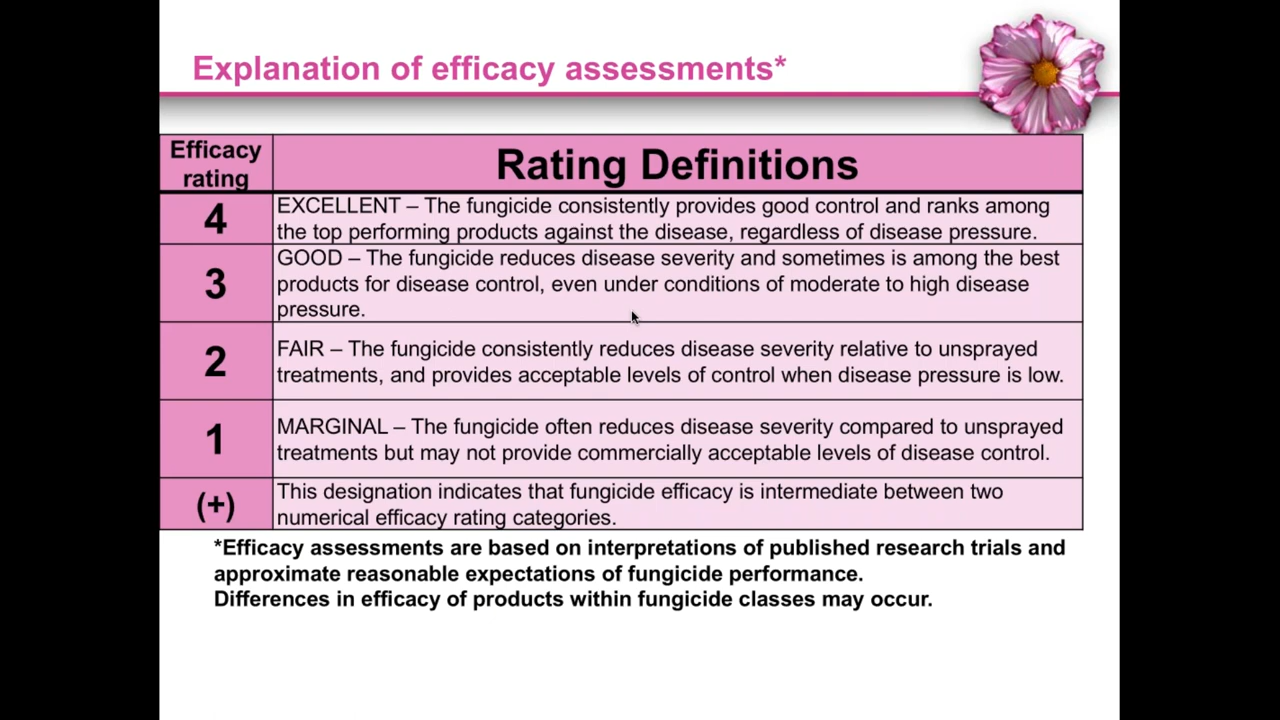 Explanation of efficacy assessments*
Efficacy
rating
Rating Definitions
4
EXCELLENT – The fungicide consistently provides good control and ranks among
the top performing products against the disease, regardless of disease pressure.
3
GOOD – The fungicide reduces disease severity and sometimes is among the best
products for disease control, even under conditions of moderate to high disease
pressure.
2
FAIR – The fungicide consistently reduces disease severity relative to unsprayed
treatments, and provides acceptable levels of control when disease pressure is low.
1
MARGINAL – The fungicide often reduces disease severity compared to unsprayed
treatments but may not provide commercially acceptable levels of disease control.
(+)
This designation indicates that fungicide efficacy is intermediate between two
numerical efficacy rating categories.
*Efficacy assessments are based on interpretations of published research trials and
approximate reasonable expectations of fungicide performance.
Differences in efficacy of products within fungicide classes may occur.